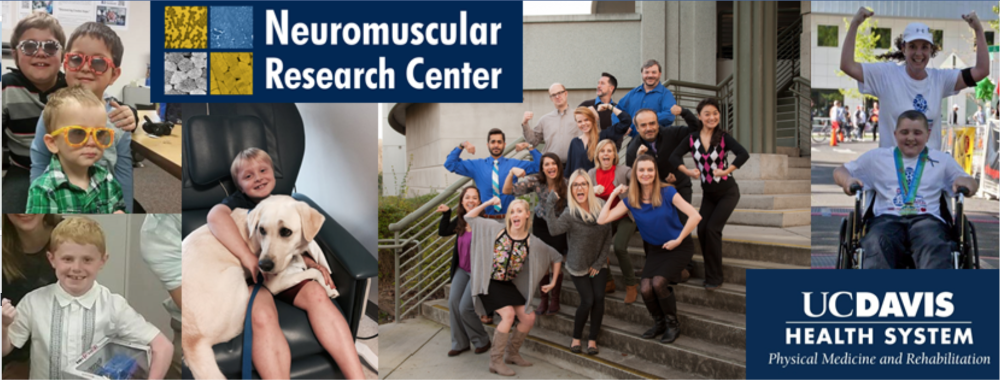 Neuromuscular
Research Center
UCDAVIS
HEALTH SYSTEM
Physical Medicine and Rehabilitation